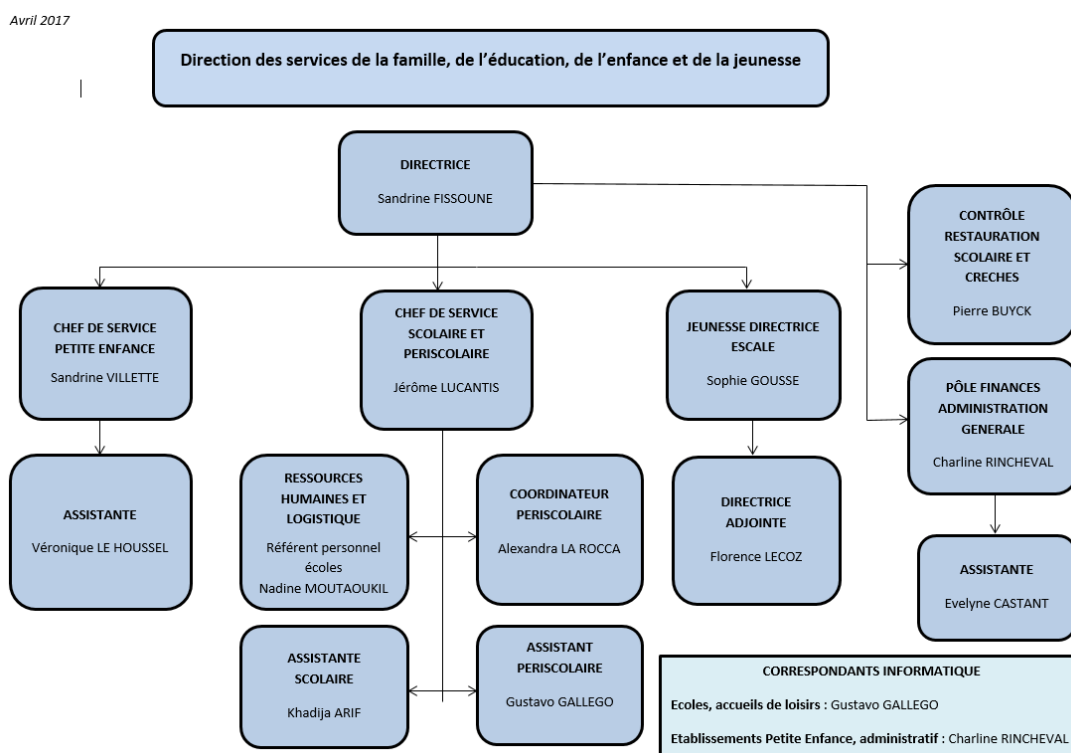 Avril 2017
Direction des services de la famille, de l'éducation, de l'enfance et de la jeunesse
DIRECTRICE
Sandrine FISSOUNE
CONTRÔLE
RESTAURATION
SCOLAIRE ET
CRECHES
Pierre BUYCK
CHEF DE SERVICE
PETITE ENFANCE
Sandrine VILLETTE
CHEF DE SERVICE
SCOLAIRE ET
PERISCOLAIRE
Jérôme LUCANTIS
JEUNESSE DIRECTRICE
ESCALE
Sophie GOUSSE
PÔLE FINANCES
ADMINISTRATION
GENERALE
Charline RINCHEVAL
ASSISTANTE
Véronique LE HOUSSEL
RESSOURCES
HUMAINES ET
LOGISTIQUE
Référent personnel
écoles
Nadine MOUTAOUKIL
COORDINATEUR
PERISCOLAIRE
Alexandra LA ROCCA
DIRECTRICE
ADJOINTE
Florence LECOZ
ASSISTANTE
Evelyne CASTANT
ASSISTANTE
SCOLAIRE
Khadija ARIF
ASSISTANT
PERISCOLAIRE
Gustavo GALLEGO
CORRESPONDANTS INFORMATIQUE
Ecoles, accueils de loisirs : Gustavo GALLEGO
Etablissements Petite Enfance, administratif : Charline RINCHEVAL